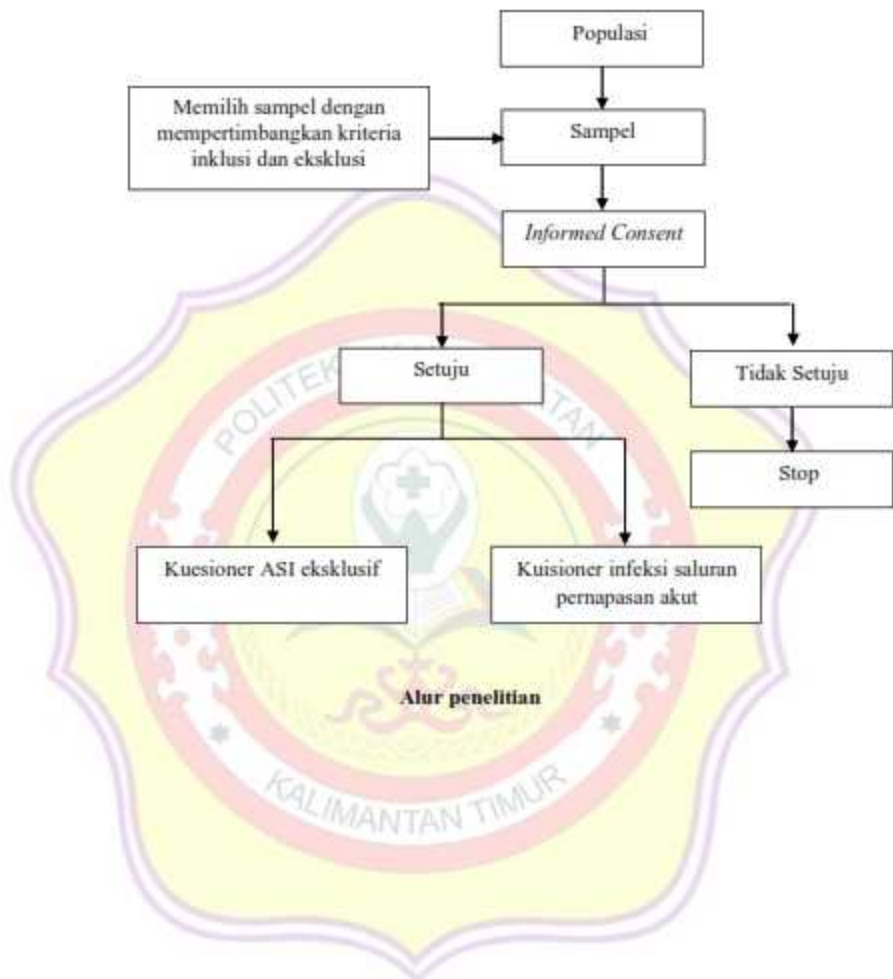 Populasi
Memilih sampel dengan
mempertimbangkan kriteria
inklusi dan eksklusi
Sampel
Informed Consent
Setuju
Tidak Setuju
Stop
Kuesioner ASI eksklusif
Kuisioner infeksi saluran
pernapasan akut
Alur penelitian
KALIMANTAN TIMUR